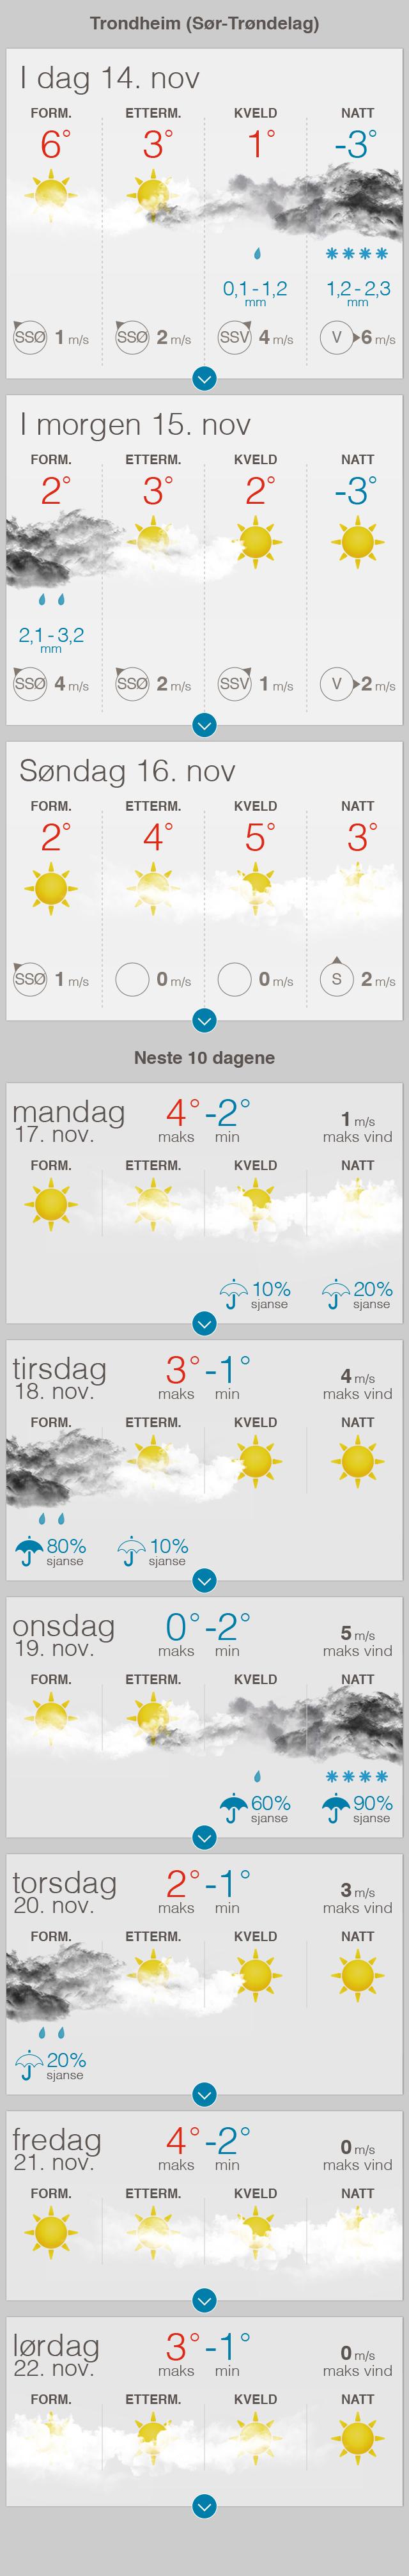 Trondheim (Sør-Trøndelag)
I dag 14. nov
FORM. ETTERM. KVELD NATT
6° 3° 1° -3°
0,1 - 1,2 1,2 - 2,3
mm mm
SSØ 1 m/s SSØ 2 m/s SSV 4 m/s V 6 m/s
I morgen 15. nov
FORM. ETTERM. KVELD NATT
2° 3° 2° -3°
2,1 - 3,2
mm
SSØ 4 m/s SSØ 2 m/s SSV 1 m/s V 2 m/s
Søndag 16. nov
FORM. ETTERM. KVELD NATT
2° 4° 5° 3°
SSØ 1 m/s 0 m/s 0 m/s S 2 m/s
Neste 10 dagene
mandag 4° -2° 1 m/s
17. nov. maks min maks vind
FORM. ETTERM. KVELD NATT
10% 20%
sjanse sjanse
tirsdag 3° -1° 4 m/s
18. nov. maks min maks vind
FORM. ETTERM. KVELD NATT
80% 10%
sjanse sjanse
onsdag 0° -2° 5 m/s
19. nov. maks min maks vind
FORM. ETTERM. KVELD NATT
60% 90%
sjanse sjanse
torsdag 2° -1° 3 m/s
20. nov. maks min maks vind
FORM. ETTERM. KVELD NATT
20%
sjanse
fredag 4° -2° 0 m/s
21. nov. maks min maks vind
FORM. ETTERM. KVELD NATT
lørdag 3° -1° 0 m/s
22. nov. maks min maks vind
FORM. ETTERM. KVELD NATT